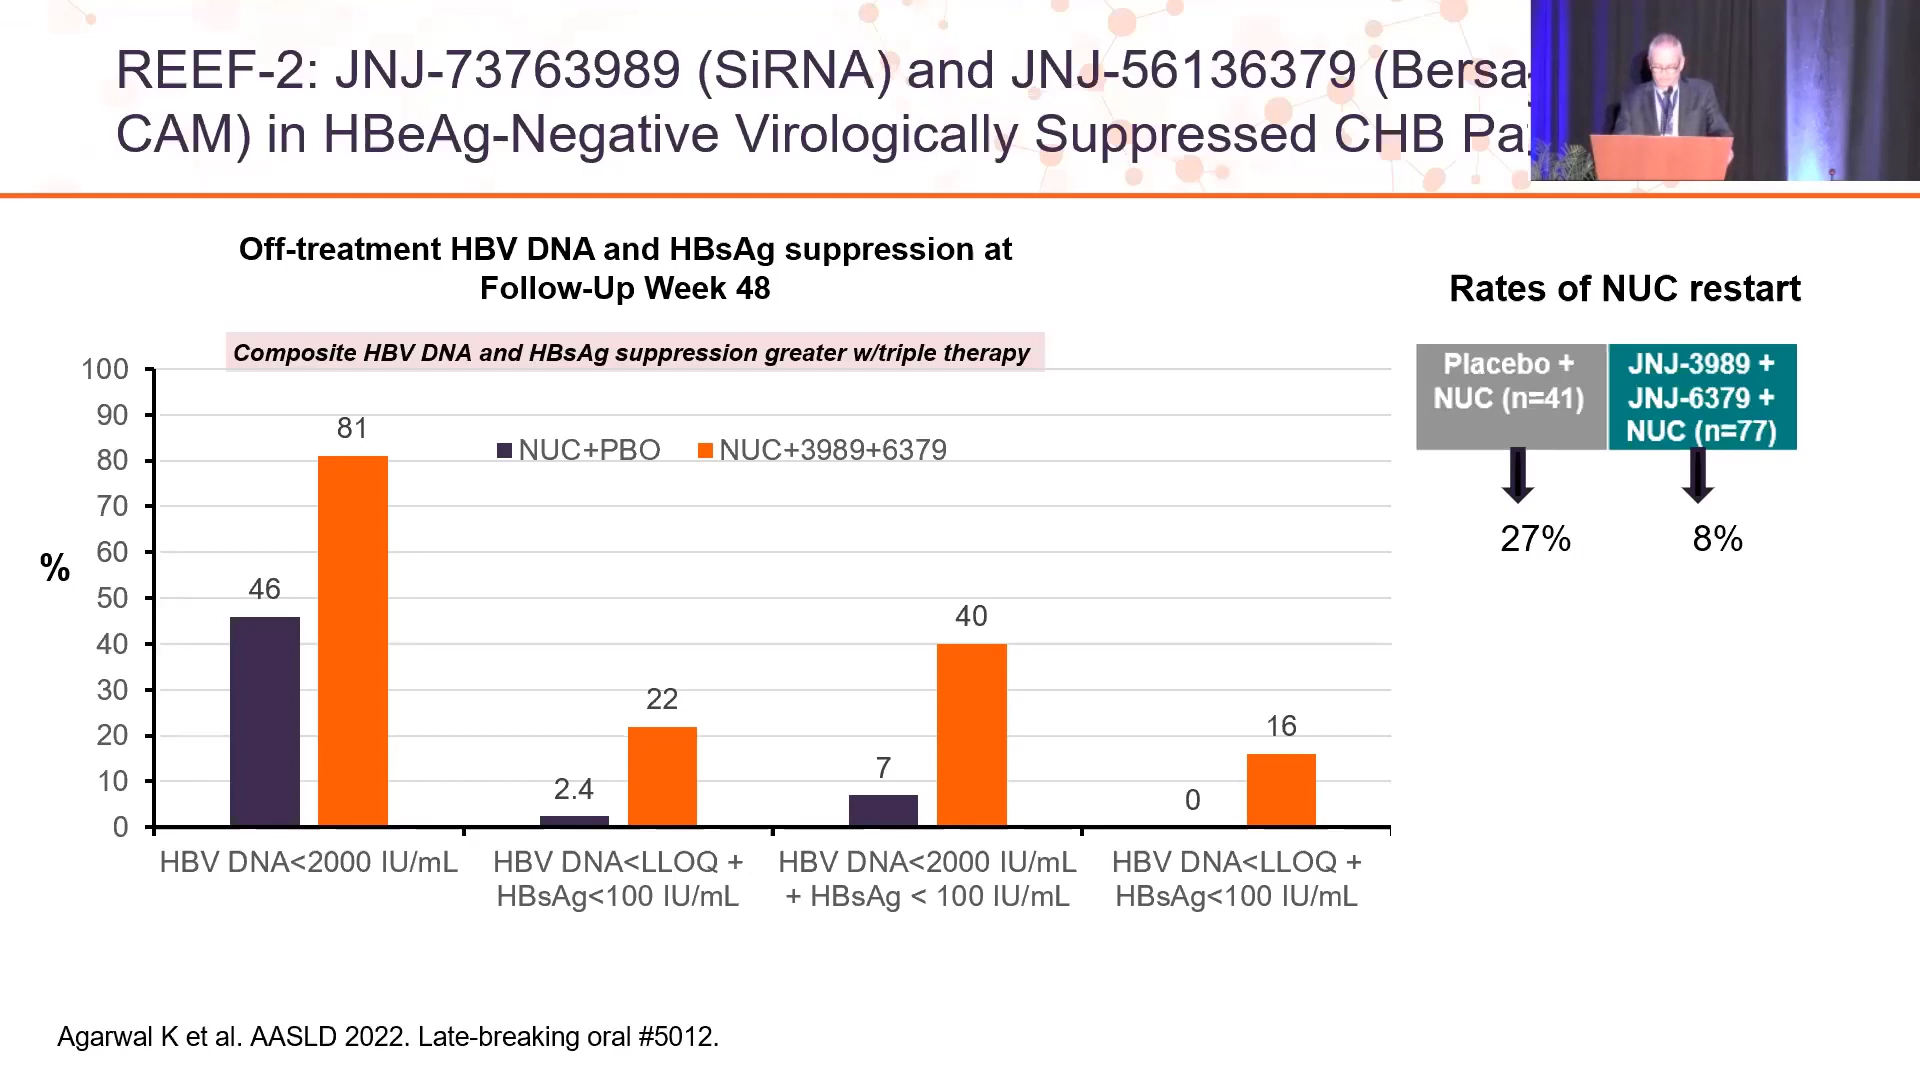 REEF-2: JNJ-73763989 (SiRNA) and JNJ-56136379 (Bersa-
CAM) in HBeAg-Negative Virologically Suppressed CHB
Off-treatment HBV DNA and HBsAg suppression at
Follow-Up Week 48
Composite HBV DNA and HBsAg suppression greater w/triple therapy
NUC+PBO NUC+3989+6379
%
100
90
80
70
60
50
40
30
20
10
0
46
81
2.4
22
7
40
0
16
HBV DNA<2000 IU/mL
HBV DNA<LLOQ +
HBsAg<100 IU/mL
HBV DNA<2000 IU/mL
+ HBsAg < 100 IU/mL
HBV DNA<LLOQ +
HBsAg<100 IU/mL
Rates of NUC restart
Placebo +
NUC (n=41)
JNJ-3989 +
JNJ-6379 +
NUC (n=77)
27%
8%
Agarwal K et al. AASLD 2022. Late-breaking oral #5012.